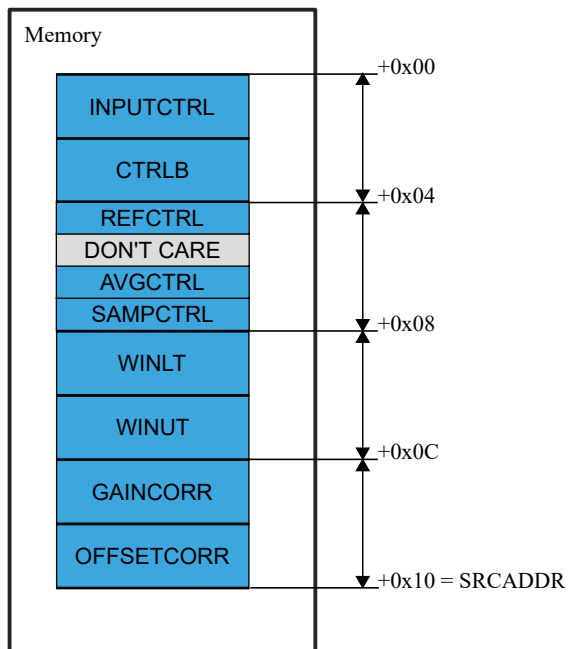 Memory
+0x00
INPUTCTRL
CTRLB
+0x04
REFCTRL
DON'T CARE
AVGCTRL
SAMPCTRL
+0x08
WINLT
WINUT
+0x0C
GAINCORR
OFFSETCORR
+0x10 = SRCADDR